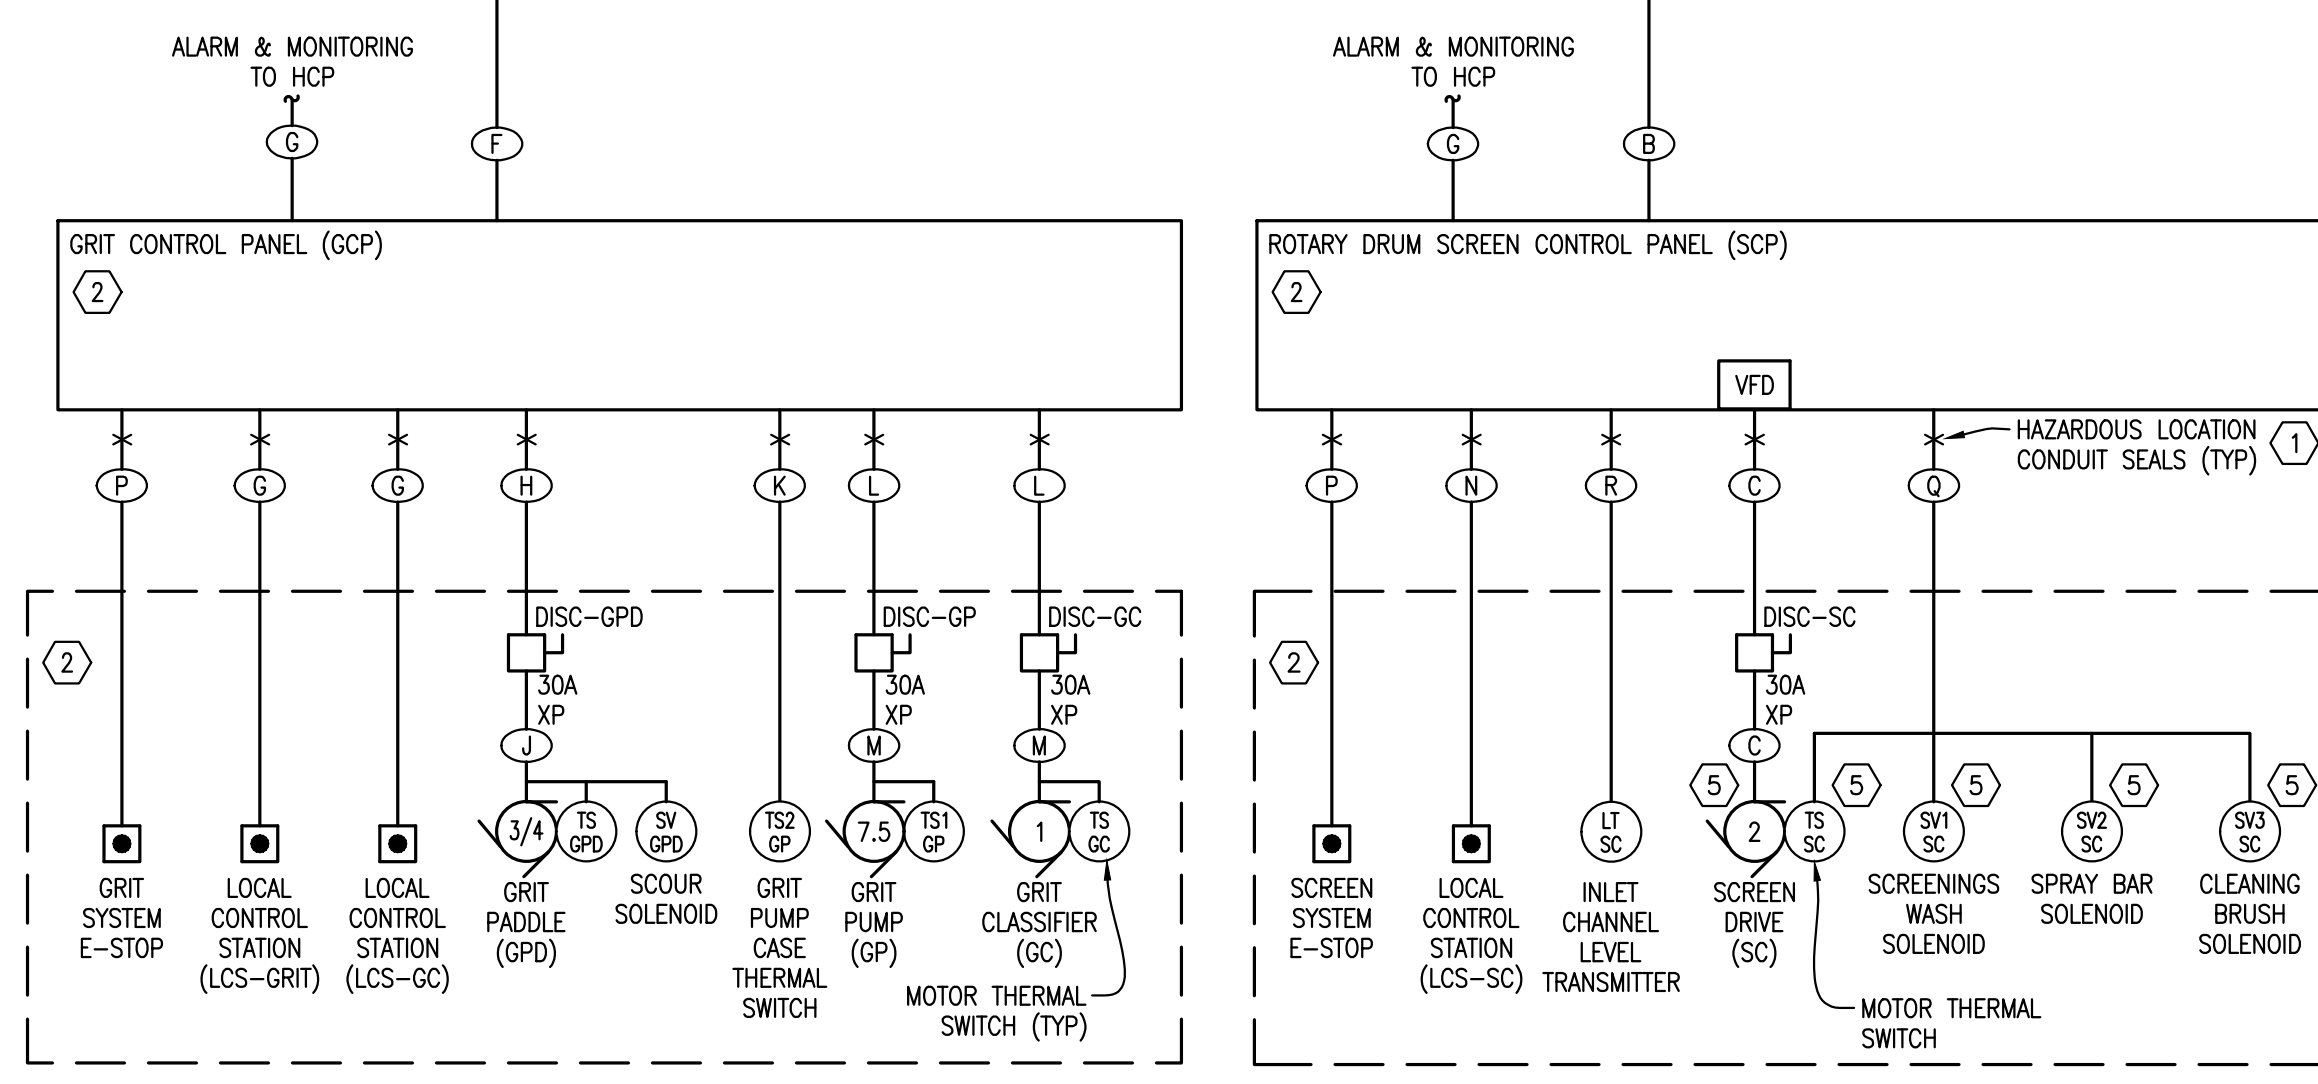 ALARM & MONITORING
TO HCP
G
F
GRIT CONTROL PANEL (GCP)
2
P
G
G
H
K
L
L
2
DISC-GPD
30A
XP
J
DISC-GP
30A
XP
M
DISC-GC
30A
XP
M
3/4
TS
GPD
SV
GPD
TS2
GP
7.5
TS1
GP
1
TS
GC
GRIT
SYSTEM
E-STOP
LOCAL
CONTROL
STATION
(LCS-GRIT)
LOCAL
CONTROL
STATION
(LCS-GC)
GRIT
PADDLE
(GPD)
SCOUR
SOLENOID
GRIT
PUMP
CASE
THERMAL
SWITCH
GRIT
PUMP
(GP)
GRIT
CLASSIFIER
(GC)
MOTOR THERMAL
SWITCH (TYP)
ALARM & MONITORING
TO HCP
G
B
ROTARY DRUM SCREEN CONTROL PANEL (SCP)
2
VFD
HAZARDOUS LOCATION
CONDUIT SEALS (TYP)
1
P
N
R
C
Q
2
DISC-SC
30A
XP
C
5
5
5
5
5
LT
SC
2
TS
SC
SV1
SC
SV2
SC
SV3
SC
SCREEN
SYSTEM
E-STOP
LOCAL
CONTROL
STATION
(LCS-SC)
INLET
CHANNEL
LEVEL
TRANSMITTER
SCREEN
DRIVE
(SC)
SCREENINGS
WASH
SOLENOID
SPRAY BAR
SOLENOID
CLEANING
BRUSH
SOLENOID
MOTOR THERMAL
SWITCH